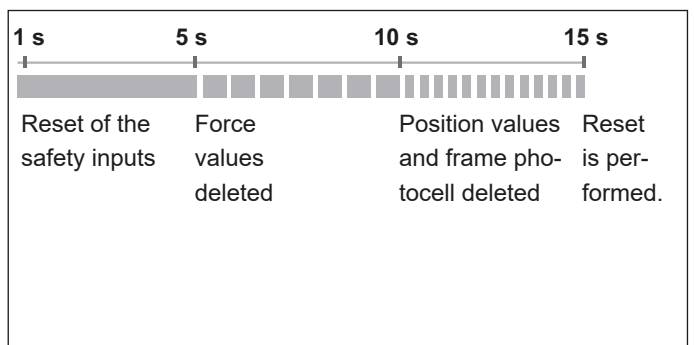 1 s 5 s 10 s 15 s
Reset of the
safety inputs
Force
values
deleted
Position values
and frame pho-
tocell deleted
Reset
is per-
formed.